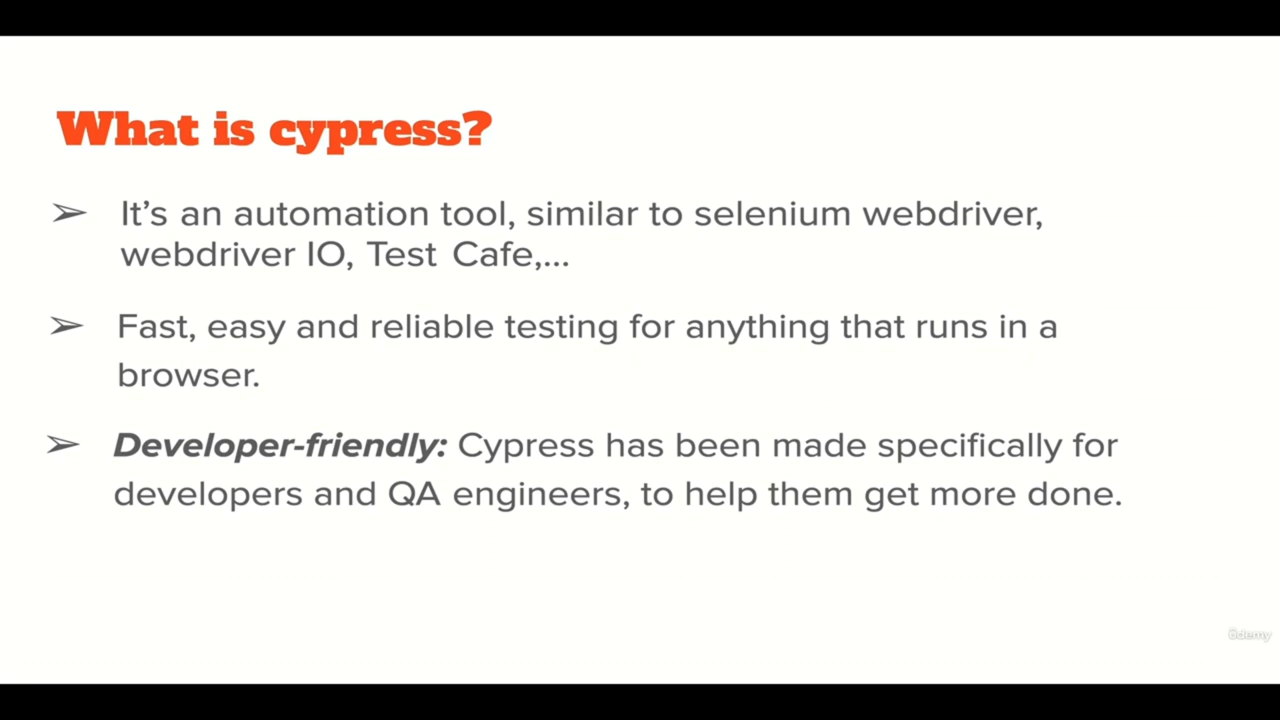 What is cypress?
➢ It's an automation tool, similar to selenium webdriver,
webdriver IO, Test Cafe,...
➢ Fast, easy and reliable testing for anything that runs in a
browser.
➢ Developer-friendly: Cypress has been made specifically for
developers and QA engineers, to help them get more done.
ûdemy